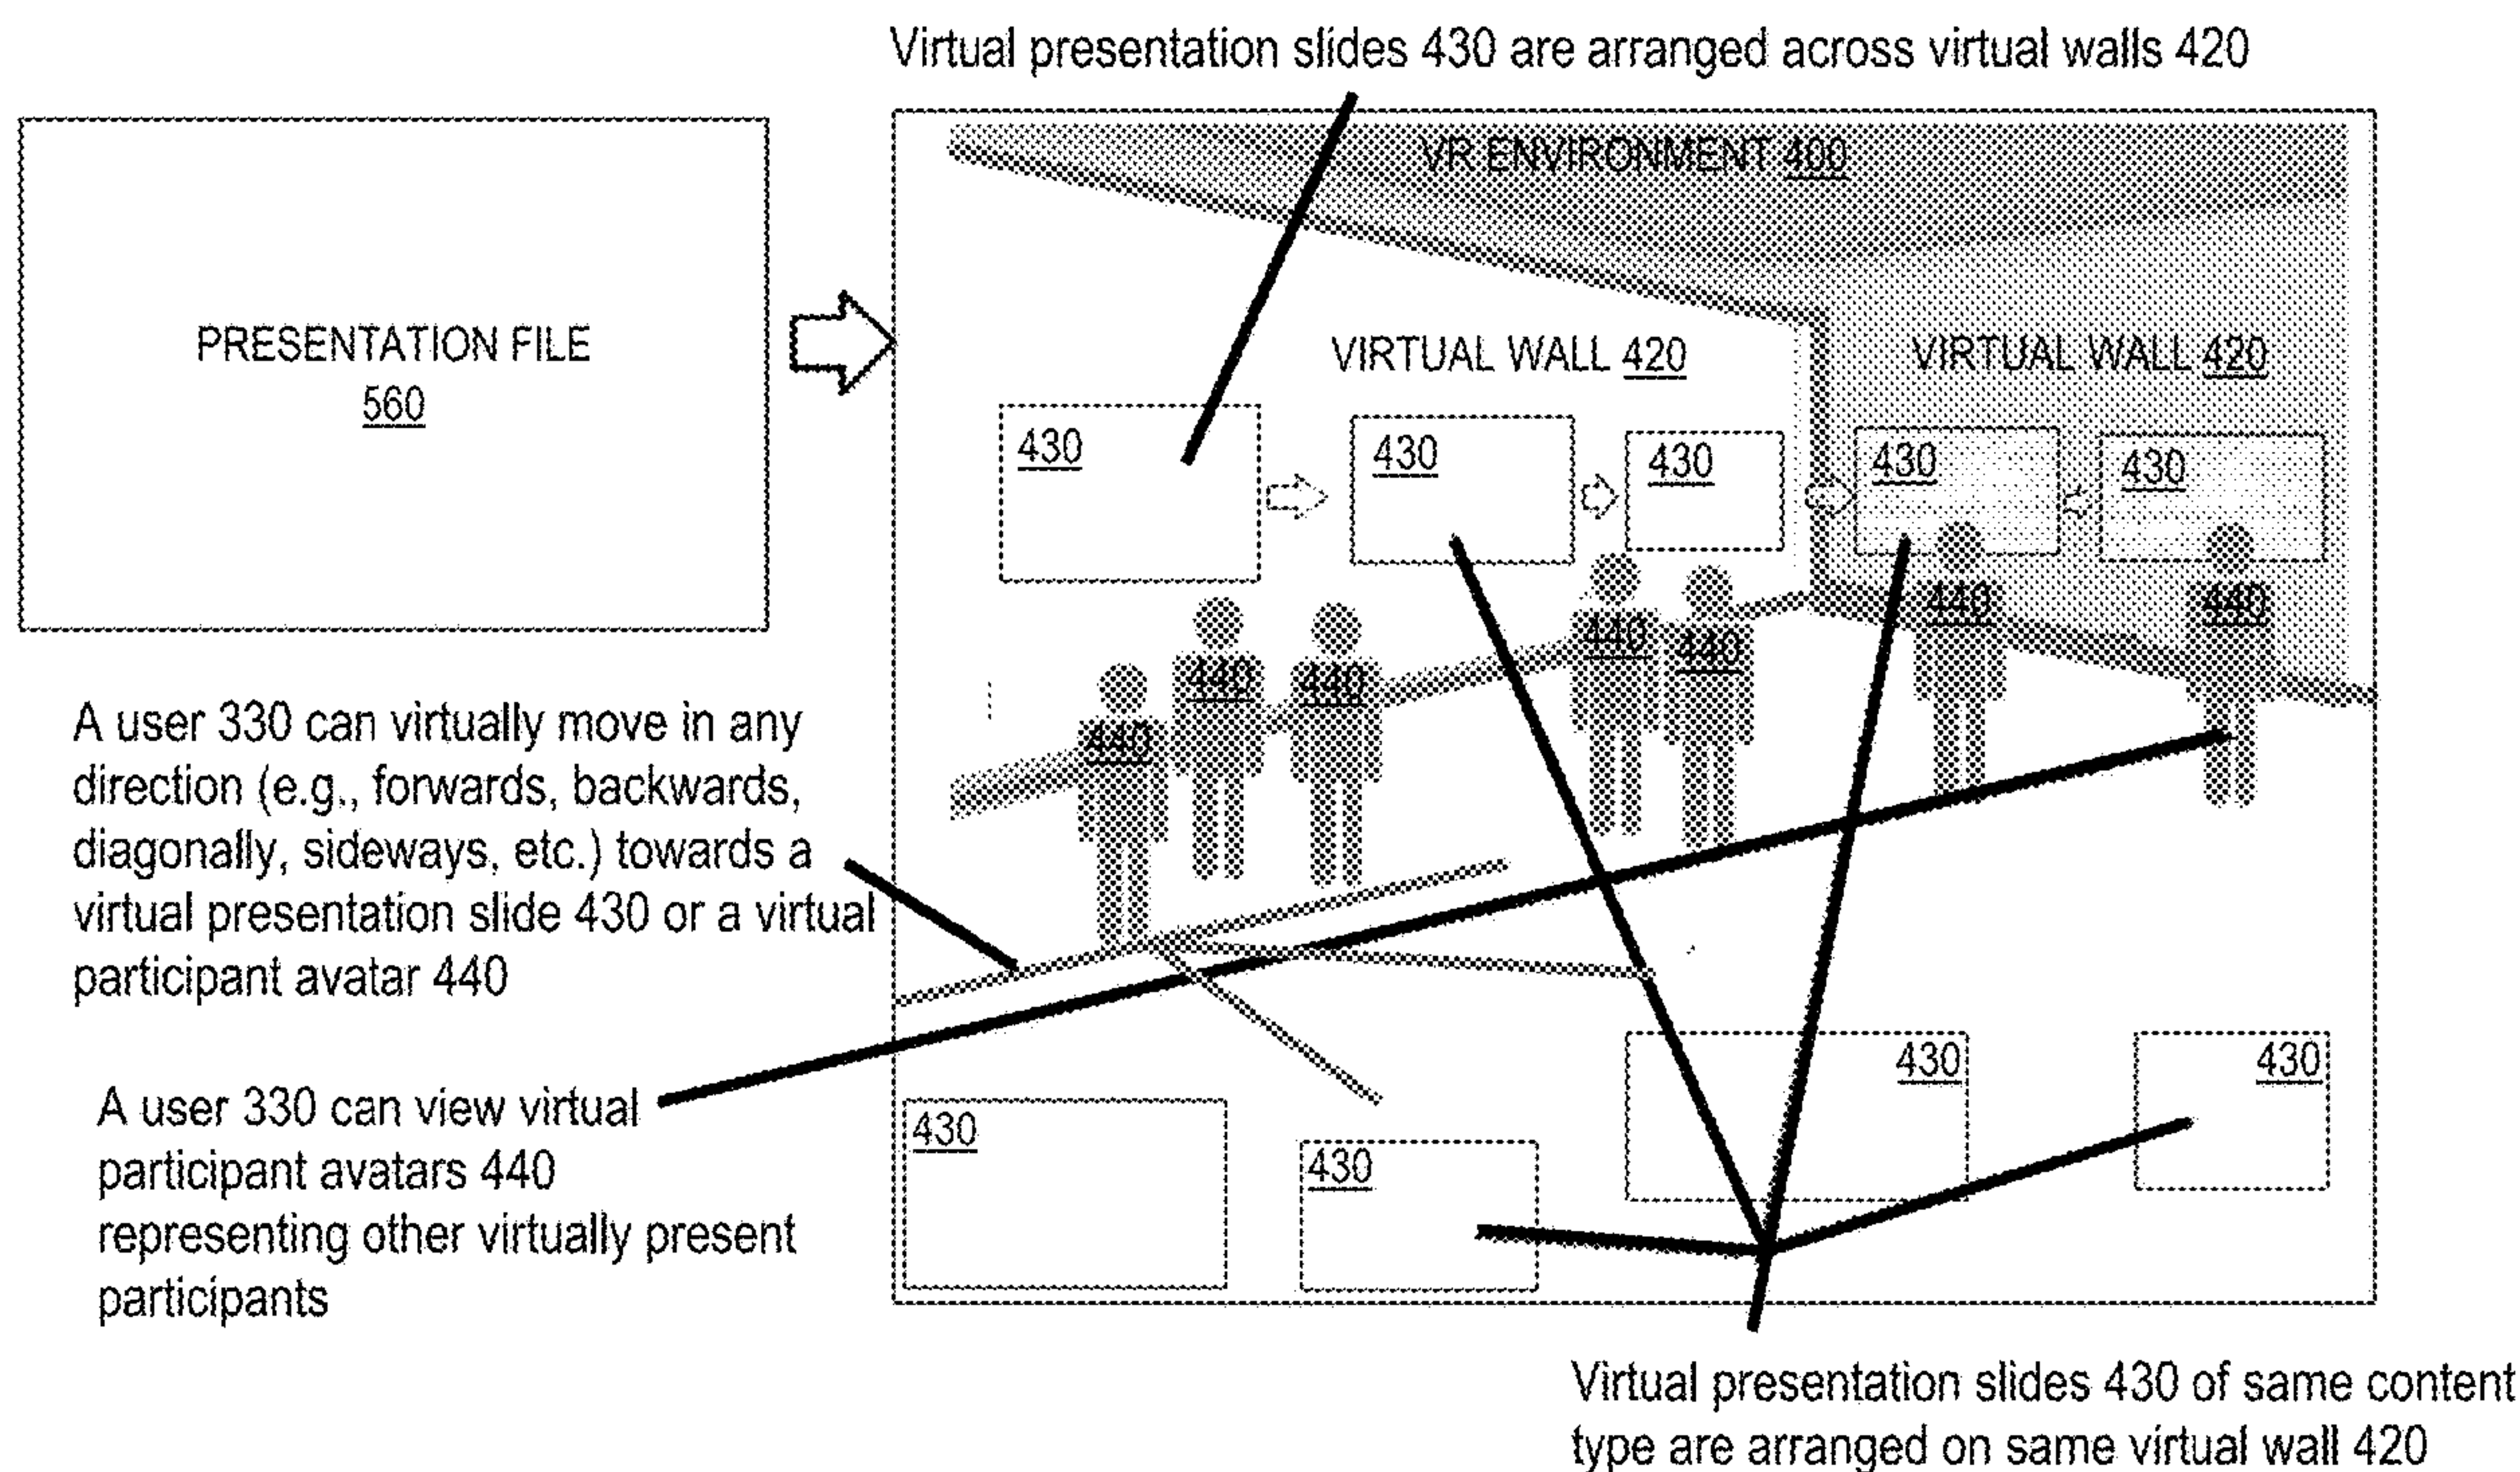 Virtual presentation slides 430 are arranged across virtual walls 420
VR ENVIRONMENT 400
PRESENTATION FILE
560
VIRTUAL WALL 420
VIRTUAL WALL 420
430
430
430
430
430
440
440
440
440
440
440
440
A user 330 can virtually move in any
direction (e.g., forwards, backwards,
diagonally, sideways, etc.) towards a
virtual presentation slide 430 or a virtual
participant avatar 440
A user 330 can view virtual
participant avatars 440
representing other virtually present
participants
430
430
430
430
Virtual presentation slides 430 of same content
type are arranged on same virtual wall 420